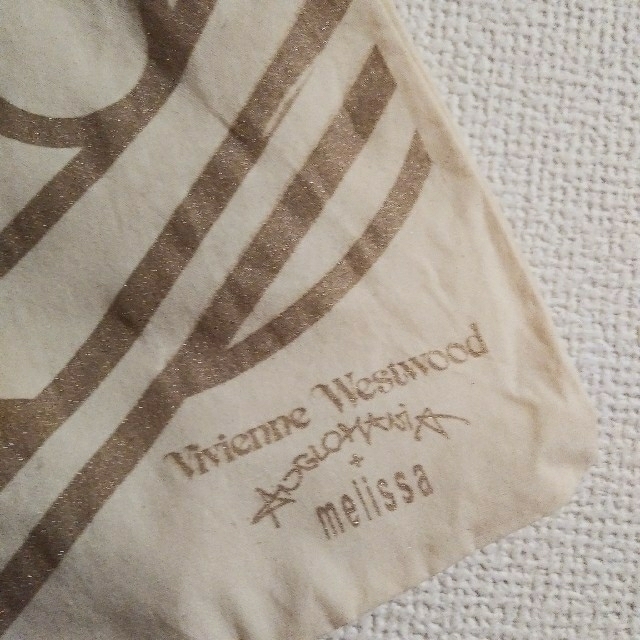 Vivienne Westwood
ANGLOMANIA
+
melissa